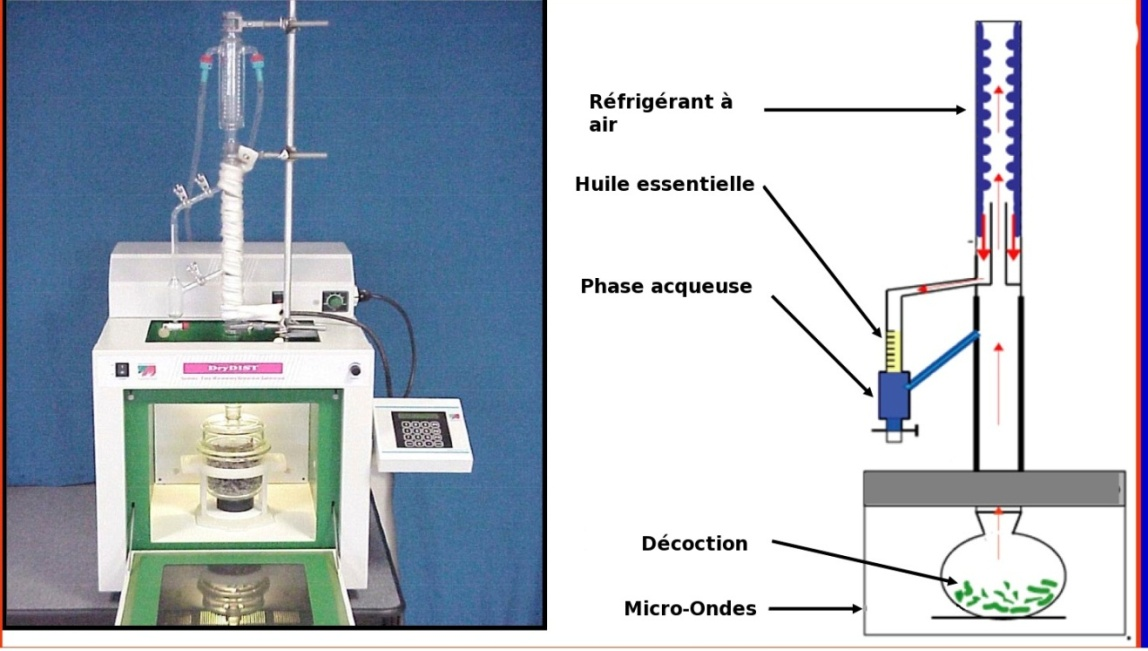 DryDIST
Réfrigérant à
air
Huile essentielle
Phase acqueuse
Décoction
Micro-Ondes